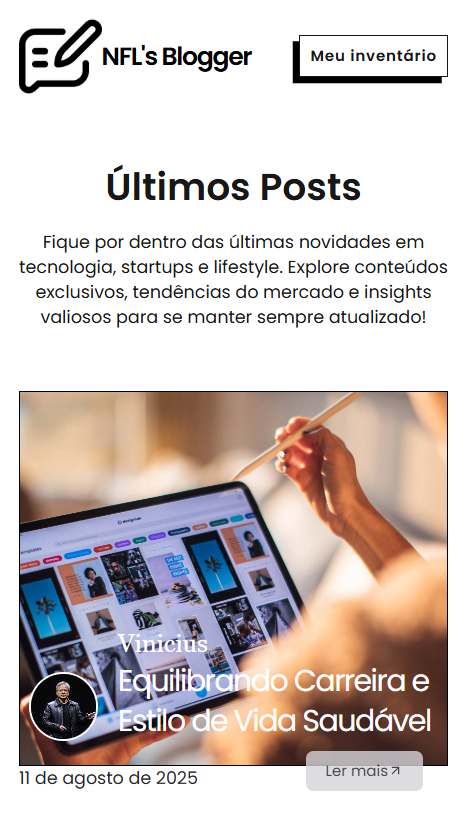 NFL's Blogger
Meu inventário
Últimos Posts
Fique por dentro das últimas novidades em
tecnologia, startups e lifestyle. Explore conteúdos
exclusivos, tendências do mercado e insights
valiosos para se manter sempre atualizado!
Vinicius
Equilibrando Carreira e
Estilo de Vida Saudável
11 de agosto de 2025
Ler mais